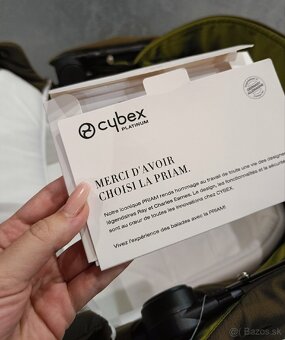 cybex
PLATINUM
MERCI D'AVOIR
CHOISI LA PRIAM.
Notre iconique PRIAM rends hommage au travail de toute une vie des designers
légendaires Ray et Charles Eames. Le design, les fonctionnalités et la sécurité
sont au cœur de toutes les innovations chez CYBEX.
Vivez l'expérience des balades avec la PRIAM!
Bazoš.sk